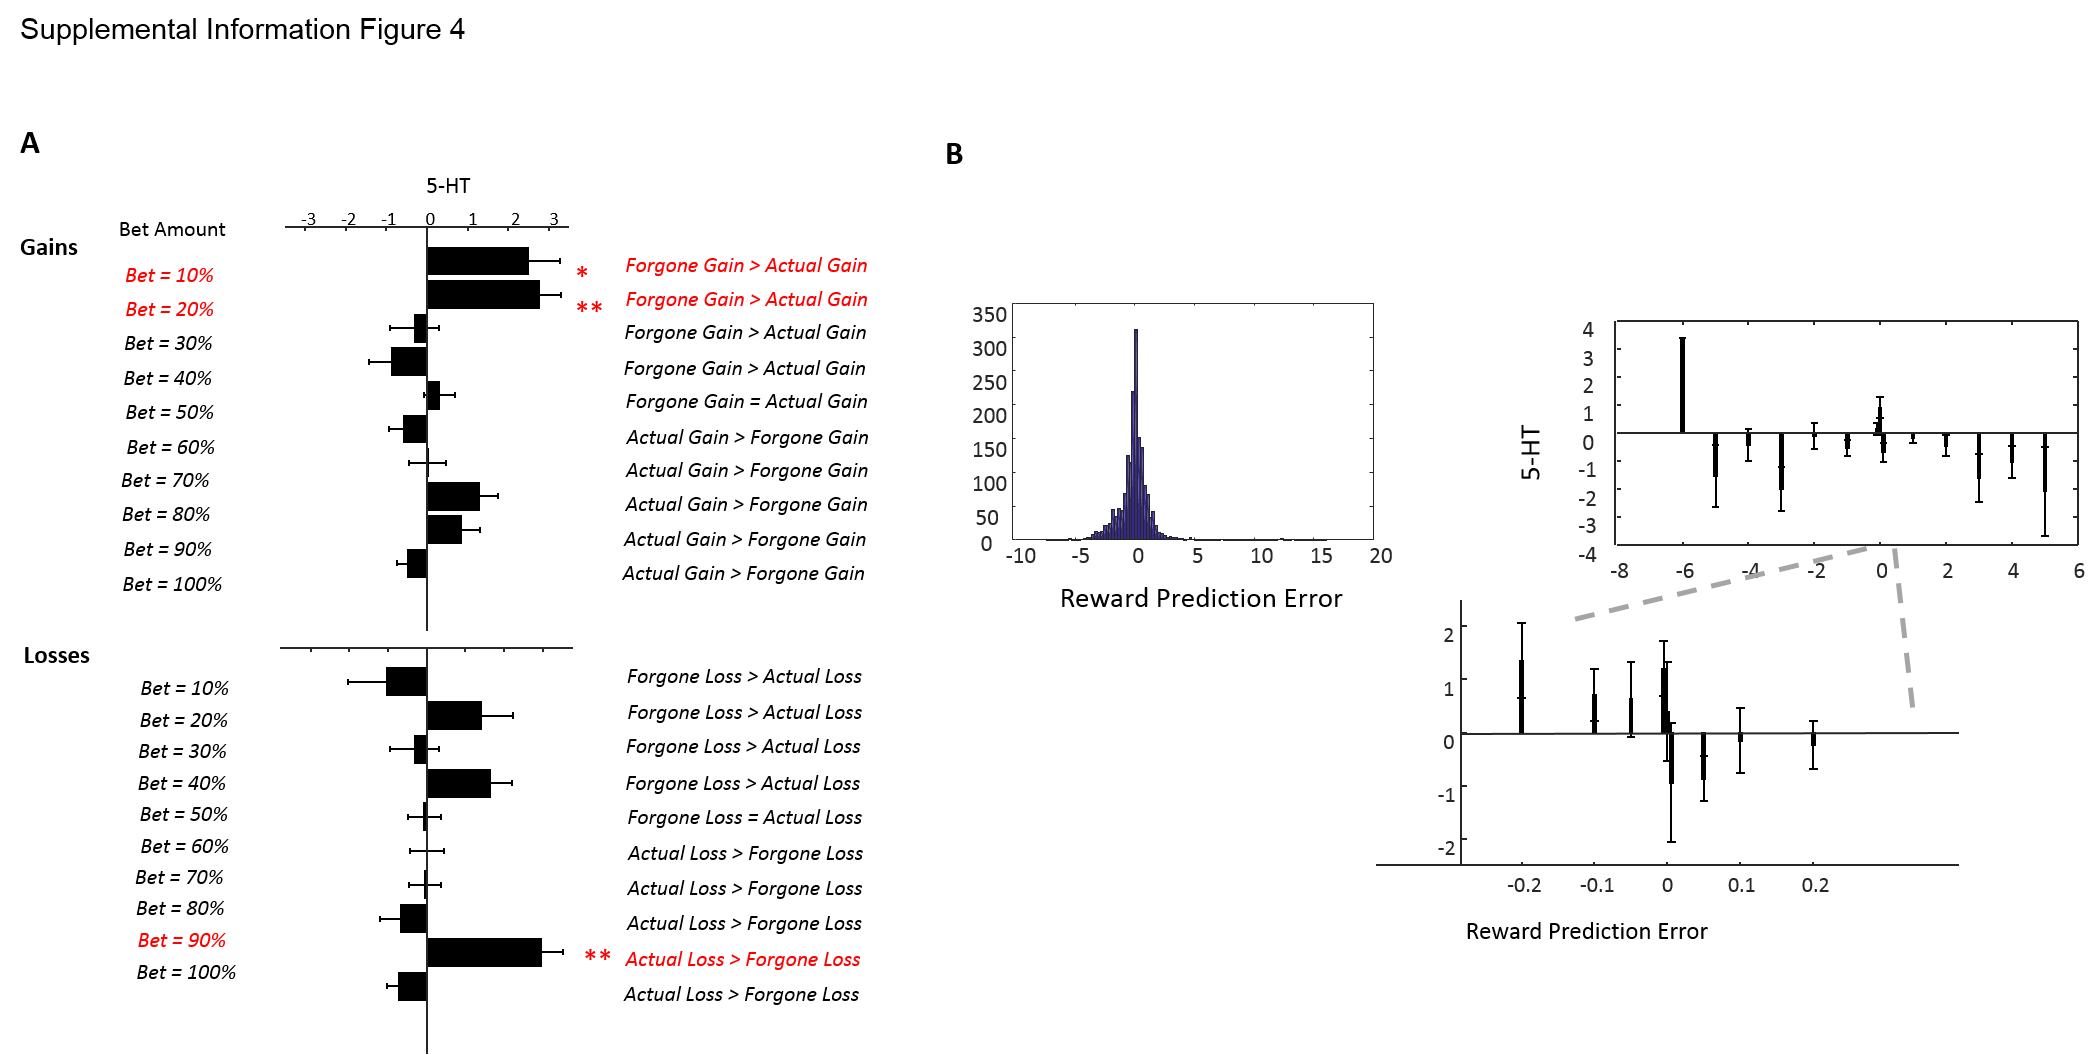 Supplemental Information Figure 4
A
5-HT
-3 -2 -1 0 1 2 3
Bet Amount
Gains
Bet = 10% * Forgone Gain > Actual Gain
Bet = 20% ** Forgone Gain > Actual Gain
Bet = 30% Forgone Gain > Actual Gain
Bet = 40% Forgone Gain > Actual Gain
Bet = 50% Forgone Gain = Actual Gain
Bet = 60% Actual Gain > Forgone Gain
Bet = 70% Actual Gain > Forgone Gain
Bet = 80% Actual Gain > Forgone Gain
Bet = 90% Actual Gain > Forgone Gain
Bet = 100% Actual Gain > Forgone Gain
Losses
Bet = 10% Forgone Loss > Actual Loss
Bet = 20% Forgone Loss > Actual Loss
Bet = 30% Forgone Loss > Actual Loss
Bet = 40% Forgone Loss > Actual Loss
Bet = 50% Forgone Loss = Actual Loss
Bet = 60% Actual Loss > Forgone Loss
Bet = 70% Actual Loss > Forgone Loss
Bet = 80% Actual Loss > Forgone Loss
Bet = 90% ** Actual Loss > Forgone Loss
Bet = 100% Actual Loss > Forgone Loss
B
350
300
250
200
150
100
50
0
-10 -5 0 5 10 15 20
Reward Prediction Error
5-HT
4
3
2
1
0
-1
-2
-3
-4
-8 -6 -4 -2 0 2 4 6
2
1
0
-1
-2
-0.2 -0.1 0 0.1 0.2
Reward Prediction Error